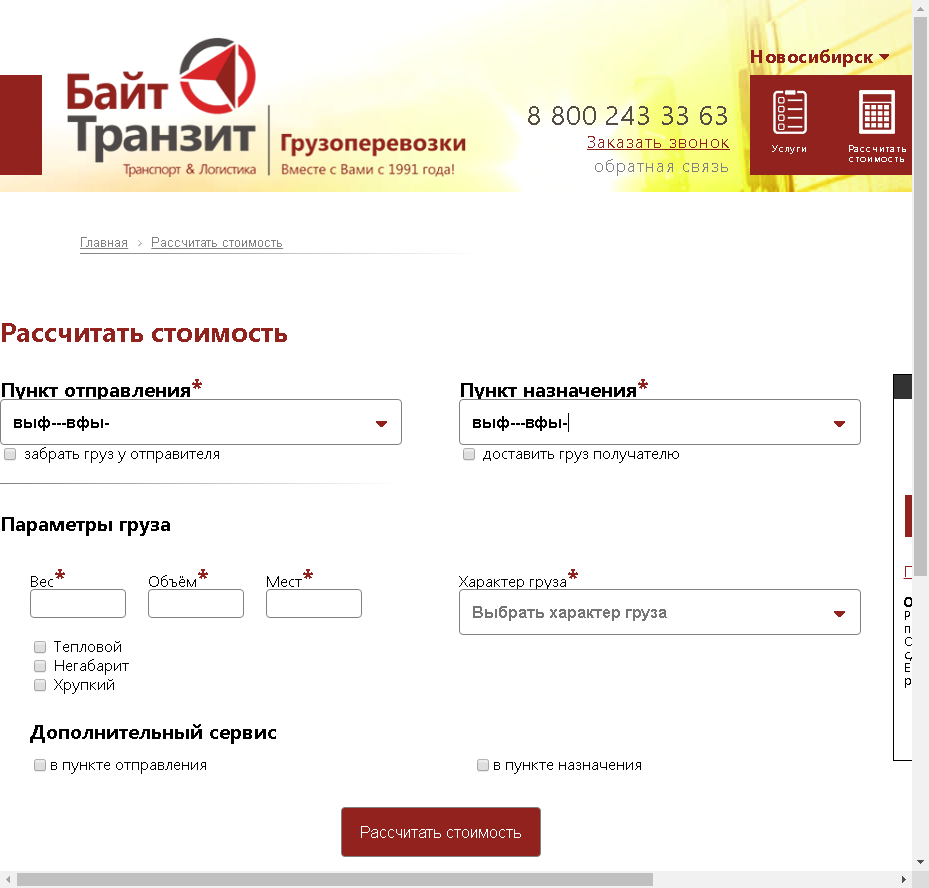 Новосибирск
Байт
Транзит
Транспорт & Логистика
Грузоперевозки
Вместе с Вами с 1991 года!
8 800 243 33 63
Заказать звонок
обратная связь
Услуги
Рассчитать
стоимость
Главная › Рассчитать стоимость
Рассчитать стоимость
Пункт отправления*
выф---вфы-
забрать груз у отправителя
Пункт назначения*
выф---вфы-
доставить груз получателю
Параметры груза
Вес* Объём* Мест*
Характер груза*
Выбрать характер груза
Тепловой
Негабарит
Хрупкий
Дополнительный сервис
в пункте отправления
в пункте назначения
Рассчитать стоимость